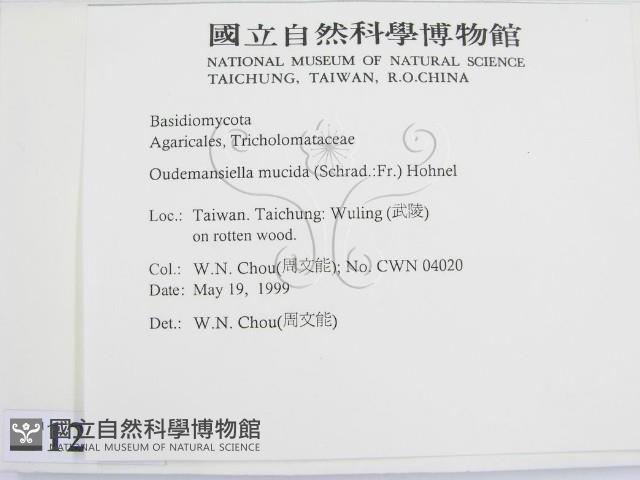 國立自然科學博物館
NATIONAL MUSEUM OF NATURAL SCIENCE
TAICHUNG, TAIWAN, R.O.CHINA
Basidiomycota
Agaricales, Tricholomataceae
Oudemansiella mucida (Schrad.:Fr.) Hohnel
Loc.: Taiwan. Taichung: Wuling (武陵)
on rotten wood.
Col.: W.N. Chou(周文能); No. CWN 04020
Date: May 19, 1999
Det.: W.N. Chou(周文能)
12
國立自然科學博物館
NATIONAL MUSEUM OF NATURAL SCIENCE